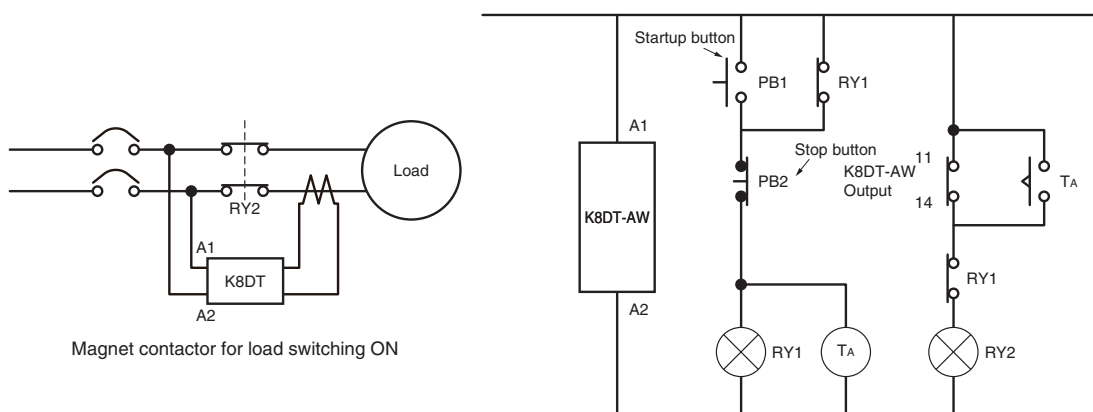 Load
RY2
A1
K8DT
A2
Magnet contactor for load switching ON
Startup button
PB1
RY1
A1
Stop button
PB2
11
K8DT-AW
Output
14
TA
K8DT-AW
A2
RY1
RY1
TA
RY2